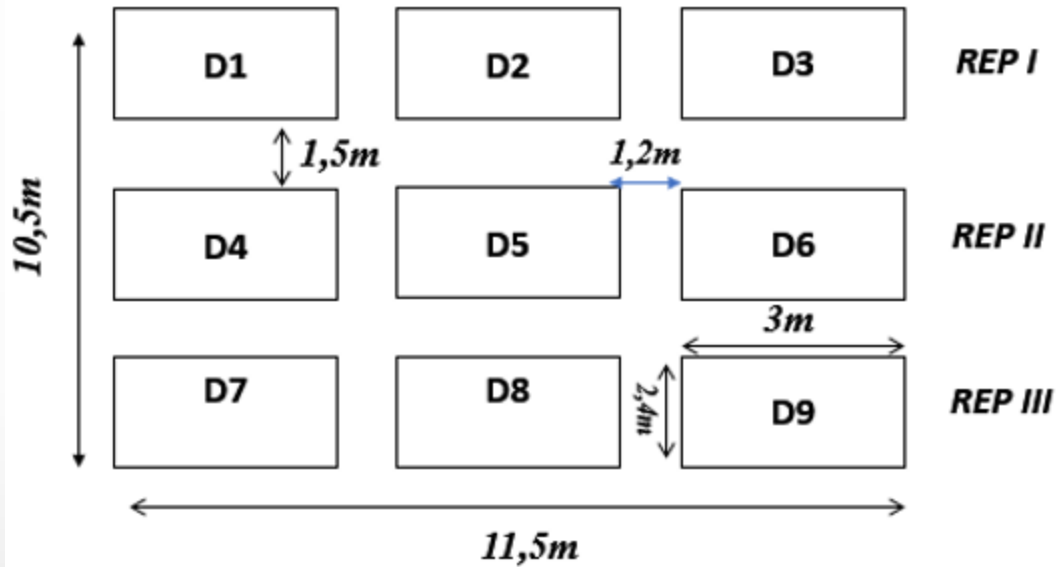 D1 D2 D3 REP I
1,5m 1,2m
10,5m
D4 D5 D6 REP II
3m
D7 D8 2,4m D9 REP III
11,5m